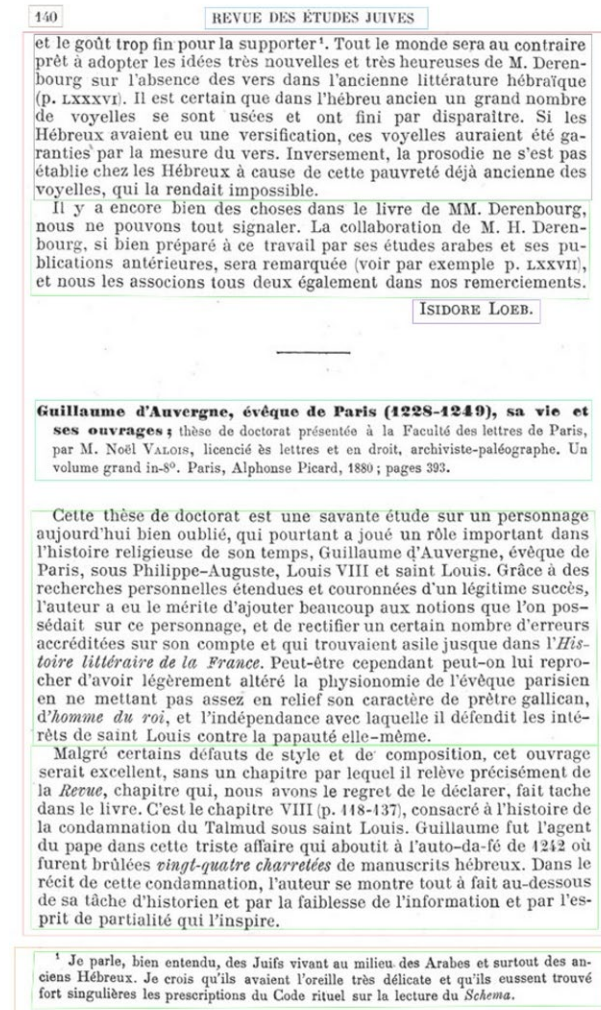 140
REVUE DES ÉTUDES JUIVES
et le goût trop fin pour la supporter¹. Tout le monde sera au contraire
prêt à adopter les idées très nouvelles et très heureuses de M. Deren-
bourg sur l'absence des vers dans l'ancienne littérature hébraïque
(p. LXXXVI). Il est certain que dans l'hébreu ancien un grand nombre
de voyelles se sont usées et ont fini par disparaître. Si les
Hébreux avaient eu une versification, ces voyelles auraient été ga-
ranties par la mesure du vers. Inversement, la prosodie ne s'est pas
établie chez les Hébreux à cause de cette pauvreté déjà ancienne des
voyelles, qui la rendait impossible.
Il y a encore bien des choses dans le livre de MM. Derenbourg,
nous ne pouvons tout signaler. La collaboration de M. H. Deren-
bourg, si bien préparé à ce travail par ses études arabes et ses pu-
blications antérieures, sera remarquée (voir par exemple p. LXXVII),
et nous les associons tous deux également dans nos remerciements.
ISIDORE LOEB.
Guillaume d'Auvergne, évêque de Paris (1228-1249), sa vie et
ses ouvrages; thèse de doctorat présentée à la Faculté des lettres de Paris,
par M. Noël VALOIS, licencié ès lettres et en droit, archiviste-paléographe. Un
volume grand in-8º. Paris, Alphonse Picard, 1880; pages 393.
Cette thèse de doctorat est une savante étude sur un personnage
aujourd'hui bien oublié, qui pourtant a joué un rôle important dans
l'histoire religieuse de son temps, Guillaume d'Auvergne, évêque de
Paris, sous Philippe-Auguste, Louis VIII et saint Louis. Grâce à des
recherches personnelles étendues et couronnées d'un légitime succès,
l'auteur a eu le mérite d'ajouter beaucoup aux notions que l'on pos-
sédait sur ce personnage, et de rectifier un certain nombre d'erreurs
accréditées sur son compte et qui trouvaient asile jusque dans l'His-
toire littéraire de la France. Peut-être cependant peut-on lui repro-
cher d'avoir légèrement altéré la physionomie de l'évêque parisien
en ne mettant pas assez en relief son caractère de prêtre gallican,
d'homme du roi, et l'indépendance avec laquelle il défendit les inté-
rêts de saint Louis contre la papauté elle-même.
Malgré certains défauts de style et de composition, cet ouvrage
serait excellent, sans un chapitre par lequel il relève précisément de
la Revue, chapitre qui, nous avons le regret de le déclarer, fait tache
dans le livre. C'est le chapitre VIII (p. 118-137), consacré à l'histoire de
la condamnation du Talmud sous saint Louis. Guillaume fut l'agent
du pape dans cette triste affaire qui aboutit à l'auto-da-fé de 1242 où
furent brûlées vingt-quatre charretées de manuscrits hébreux. Dans le
récit de cette condamnation, l'auteur se montre tout à fait au-dessous
de sa tâche d'historien et par la faiblesse de l'information et par l'es-
prit de partialité qui l'inspire.
¹ Je parle, bien entendu, des Juifs vivant au milieu des Arabes et surtout des an-
ciens Hébreux. Je crois qu'ils avaient l'oreille très délicate et qu'ils eussent trouvé
fort singulières les prescriptions du Code rituel sur la lecture du Schema.